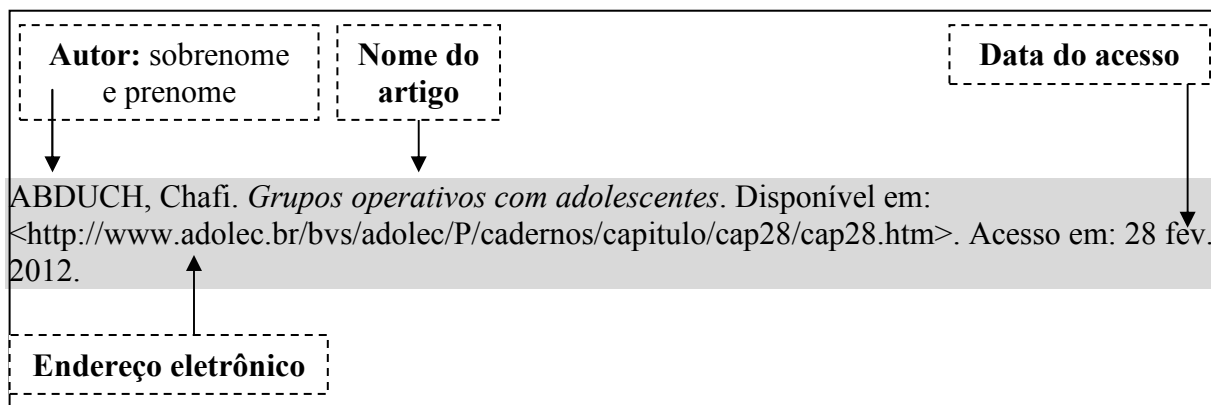 Autor: sobrenome
e prenome
Nome do
artigo
Data do acesso
ABDUCH, Chafi. Grupos operativos com adolescentes. Disponível em:
<http://www.adolec.br/bvs/adolec/P/cadernos/capitulo/cap28/cap28.htm>. Acesso em: 28 fev.
2012.
Endereço eletrônico